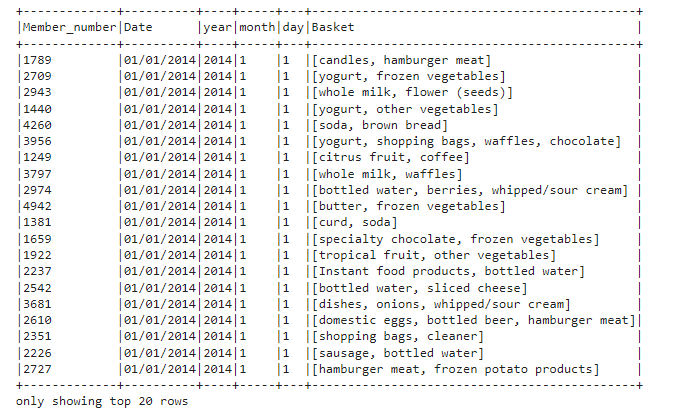 +-------------+----------+----+-----+---+-------------------------------------------+
|Member_number|Date      |year|month|day|Basket                                     |
+-------------+----------+----+-----+---+-------------------------------------------+
|1789         |01/01/2014|2014|1    |1  |[candles, hamburger meat]                  |
|2709         |01/01/2014|2014|1    |1  |[yogurt, frozen vegetables]                |
|2943         |01/01/2014|2014|1    |1  |[whole milk, flower (seeds)]               |
|1440         |01/01/2014|2014|1    |1  |[yogurt, other vegetables]                 |
|4260         |01/01/2014|2014|1    |1  |[soda, brown bread]                        |
|3956         |01/01/2014|2014|1    |1  |[yogurt, shopping bags, waffles, chocolate]|
|1249         |01/01/2014|2014|1    |1  |[citrus fruit, coffee]                     |
|3797         |01/01/2014|2014|1    |1  |[whole milk, waffles]                      |
|2974         |01/01/2014|2014|1    |1  |[bottled water, berries, whipped/sour cream]|
|4942         |01/01/2014|2014|1    |1  |[butter, frozen vegetables]                |
|1381         |01/01/2014|2014|1    |1  |[curd, soda]                               |
|1659         |01/01/2014|2014|1    |1  |[specialty chocolate, frozen vegetables]   |
|1922         |01/01/2014|2014|1    |1  |[tropical fruit, other vegetables]         |
|2237         |01/01/2014|2014|1    |1  |[Instant food products, bottled water]     |
|2542         |01/01/2014|2014|1    |1  |[bottled water, sliced cheese]             |
|3681         |01/01/2014|2014|1    |1  |[dishes, onions, whipped/sour cream]       |
|2610         |01/01/2014|2014|1    |1  |[domestic eggs, bottled beer, hamburger meat]|
|2351         |01/01/2014|2014|1    |1  |[shopping bags, cleaner]                   |
|2226         |01/01/2014|2014|1    |1  |[sausage, bottled water]                   |
|2727         |01/01/2014|2014|1    |1  |[hamburger meat, frozen potato products]   |
+-------------+----------+----+-----+---+-------------------------------------------+
only showing top 20 rows